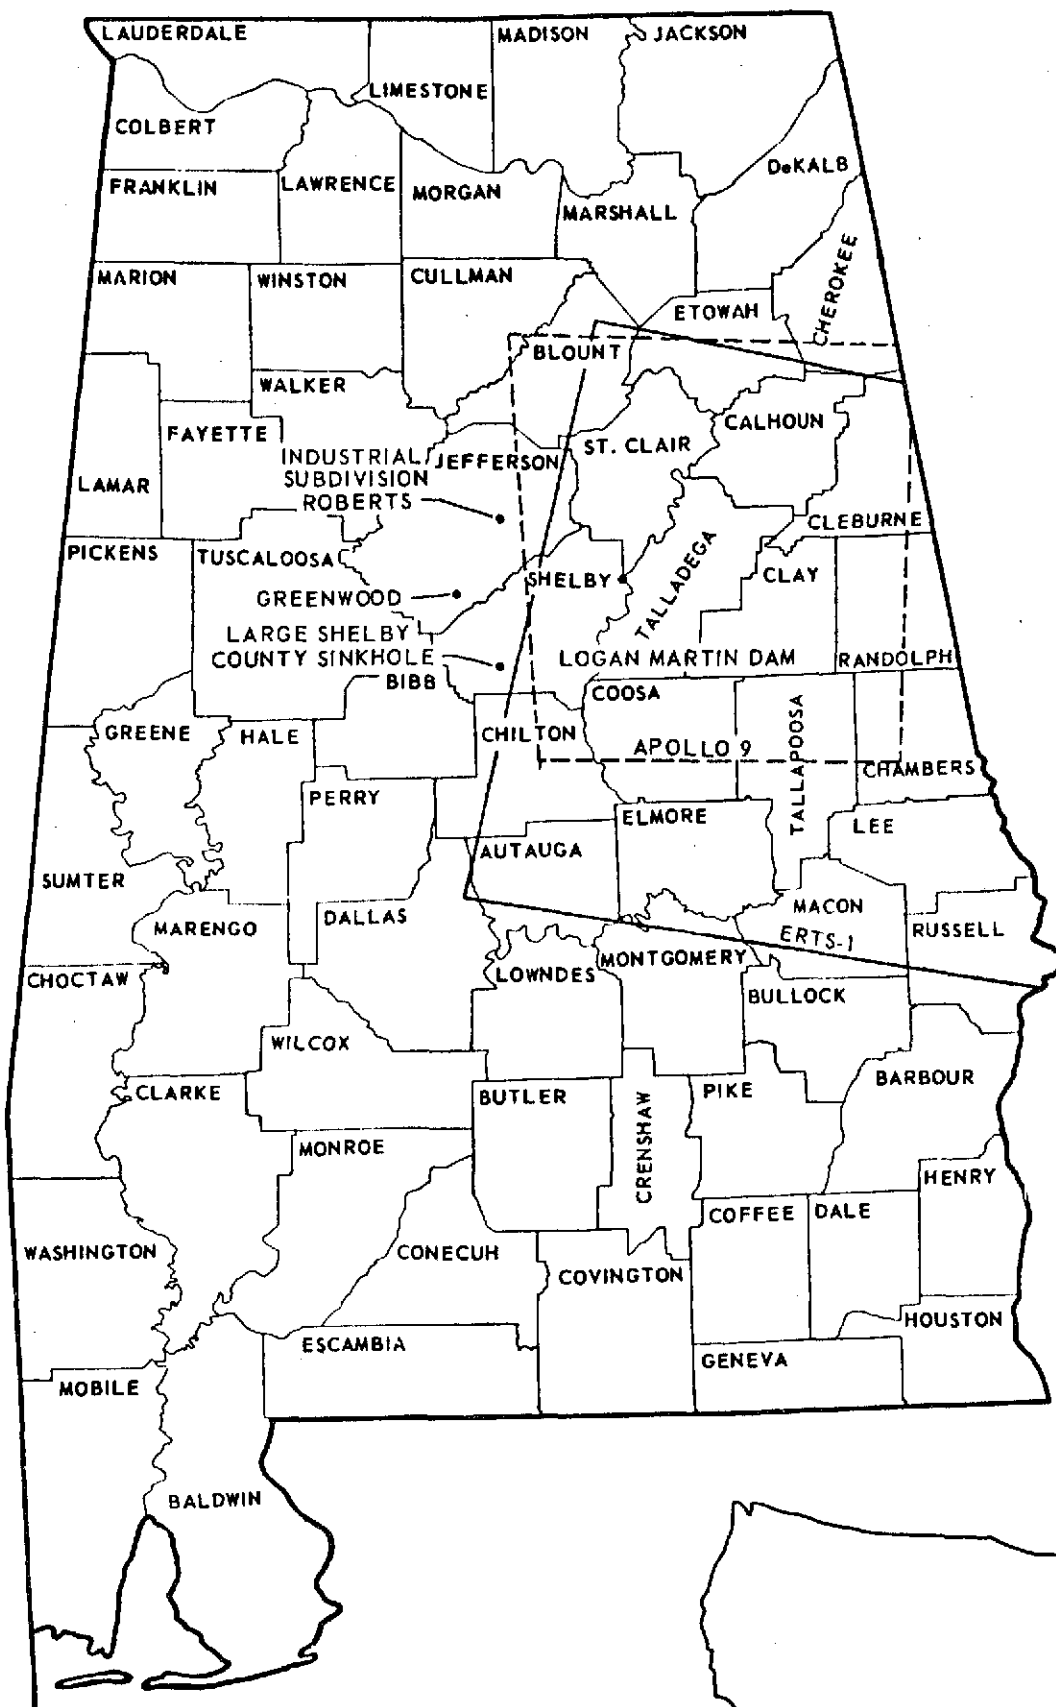 LAUDERDALE
MADISON
JACKSON
LIMESTONE
COLBERT
DeKALB
FRANKLIN
LAWRENCE
MORGAN
MARSHALL
CHEROKEE
MARION
WINSTON
CULLMAN
ETOWAH
BLOUNT
WALKER
FAYETTE
CALHOUN
ST. CLAIR
INDUSTRIAL
SUBDIVISION
ROBERTS
JEFFERSON
LAMAR
CLEBURNE
PICKENS
TUSCALOOSA
SHELBY
TALLADEGA
CLAY
GREENWOOD
LARGE SHELBY
COUNTY SINKHOLE
LOGAN MARTIN DAM
RANDOLPH
BIBB
COOSA
GREENE
HALE
CHILTON
APOLLO 9
TALLAPOOSA
CHAMBERS
PERRY
ELMORE
LEE
AUTAUGA
SUMTER
MARENGO
DALLAS
MACON
ERTS-1
RUSSELL
CHOCTAW
LOWNDES
MONTGOMERY
BULLOCK
WILCOX
CLARKE
BUTLER
CRENSHAW
PIKE
BARBOUR
MONROE
HENRY
COFFEE
DALE
WASHINGTON
CONECUH
COVINGTON
HOUSTON
ESCAMBIA
GENEVA
MOBILE
BALDWIN